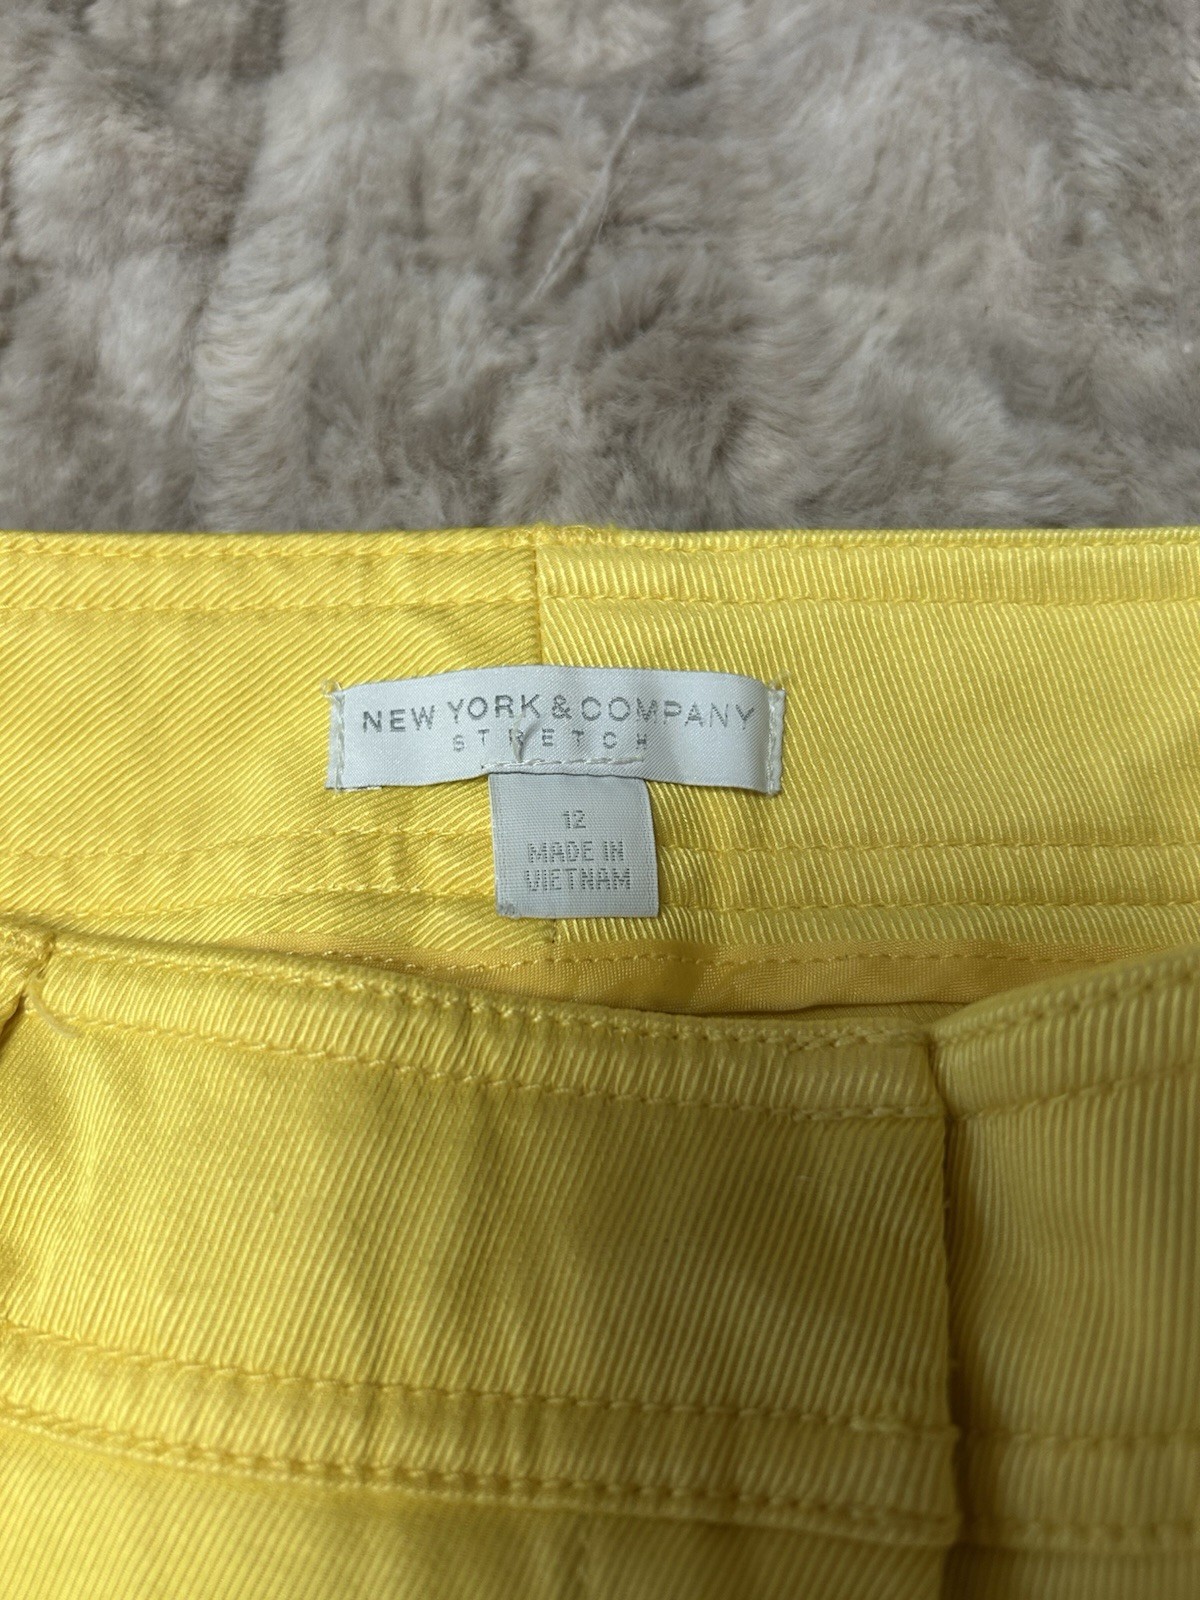 NEW YORK & COMPANY
STRETCH
12
MADE IN
VIETNAM